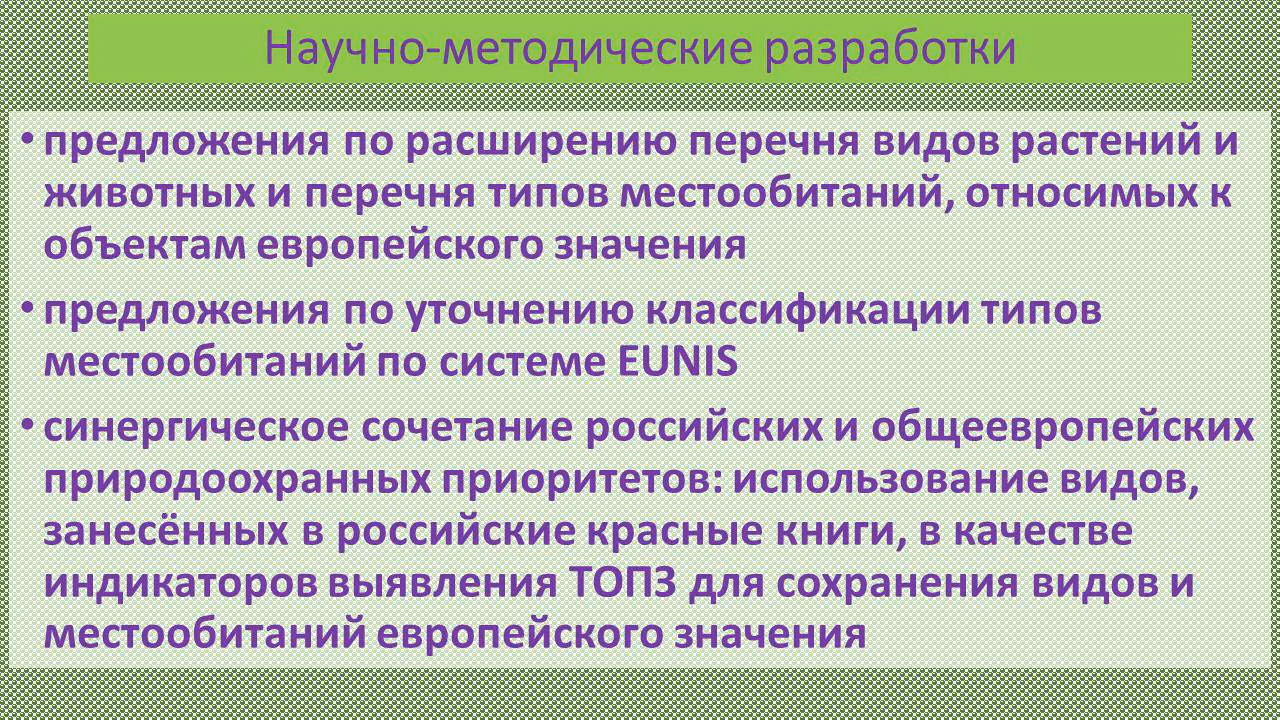 Научно-методические разработки
• предложения по расширению перечня видов растений и
животных и перечня типов местообитаний, относимых к
объектам европейского значения
• предложения по уточнению классификации типов
местообитаний по системе EUNIS
• синергическое сочетание российских и общеевропейских
природоохранных приоритетов: использование видов,
занесённых в российские красные книги, в качестве
индикаторов выявления ТОПЗ для сохранения видов и
местообитаний европейского значения